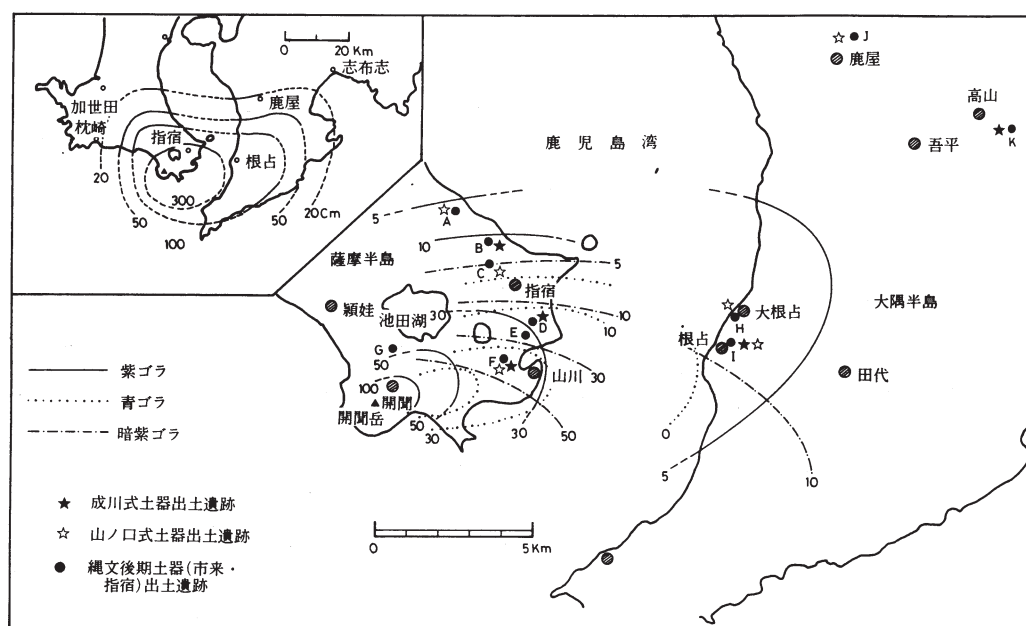 0 20 Km
志布志
加世田
枕崎
鹿屋
指宿
根占
20
300
50
50
20Cm
100
J
鹿屋
高山
K
吾平
鹿児島湾
5
A
薩摩半島
10
B
C
5
指宿
頴娃
池田湖
30
10
10
D
E
G
50
F
山川
30
100
開聞
開聞岳
50
30
30
50
大隅半島
大根占
H
根占
I
田代
0
5
10
紫ゴラ
青ゴラ
暗紫ゴラ
★ 成川式土器出土遺跡
☆ 山ノ口式土器出土遺跡
● 縄文後期土器(市来・
指宿)出土遺跡
0 5 Km